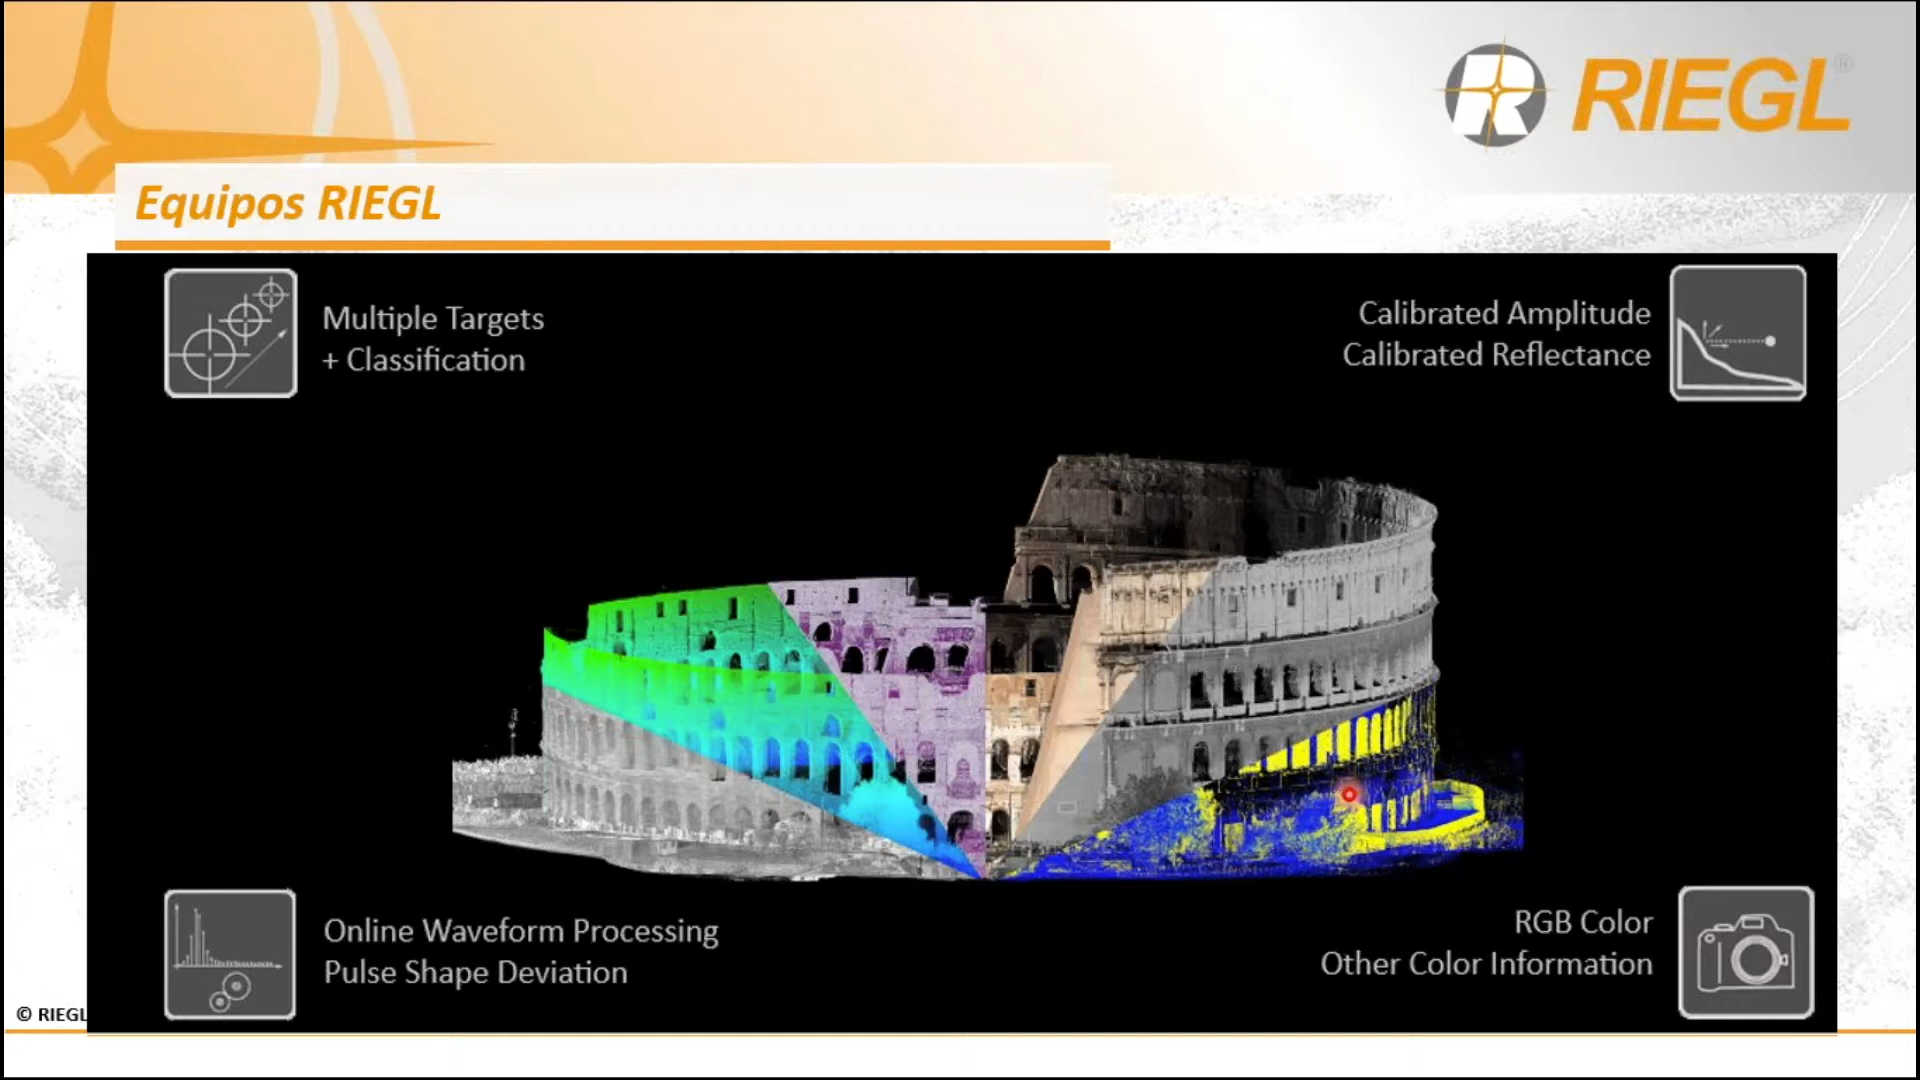 R RIEGL®
Equipos RIEGL
Multiple Targets
+ Classification
Calibrated Amplitude
Calibrated Reflectance
Online Waveform Processing
Pulse Shape Deviation
RGB Color
Other Color Information
© RIEGL